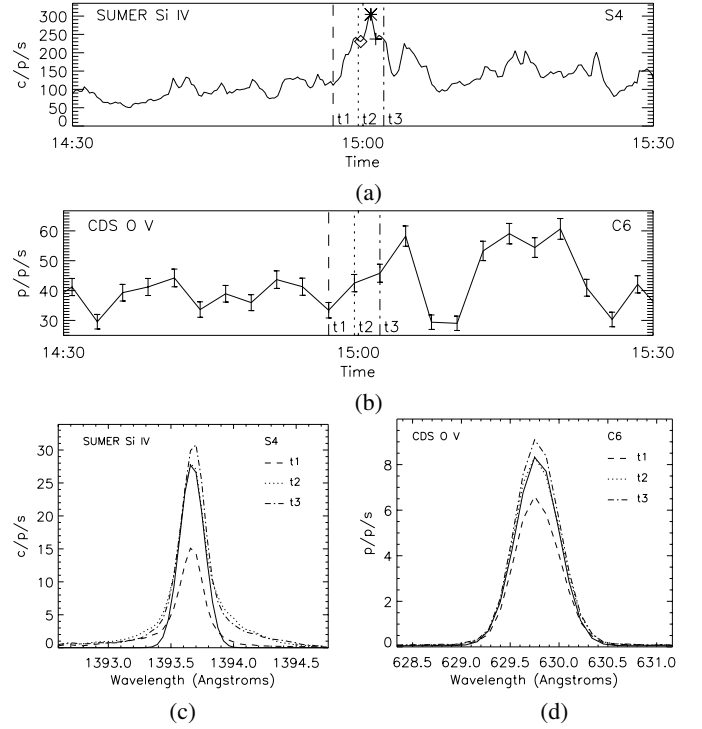 SUMER Si IV S4
c/p/s
300
250
200
150
100
50
0
t1 t2 t3
14:30 15:00 15:30
Time
(a)
CDS O V C6
p/p/s
60
50
40
30
t1 t2 t3
14:30 15:00 15:30
Time
(b)
SUMER Si IV S4
t1
t2
t3
c/p/s
30
25
20
15
10
5
0
1393.0 1393.5 1394.0 1394.5
Wavelength (Angstroms)
(c)
CDS O V C6
t1
t2
t3
p/p/s
8
6
4
2
0
628.5 629.0 629.5 630.0 630.5 631.0
Wavelength (Angstroms)
(d)